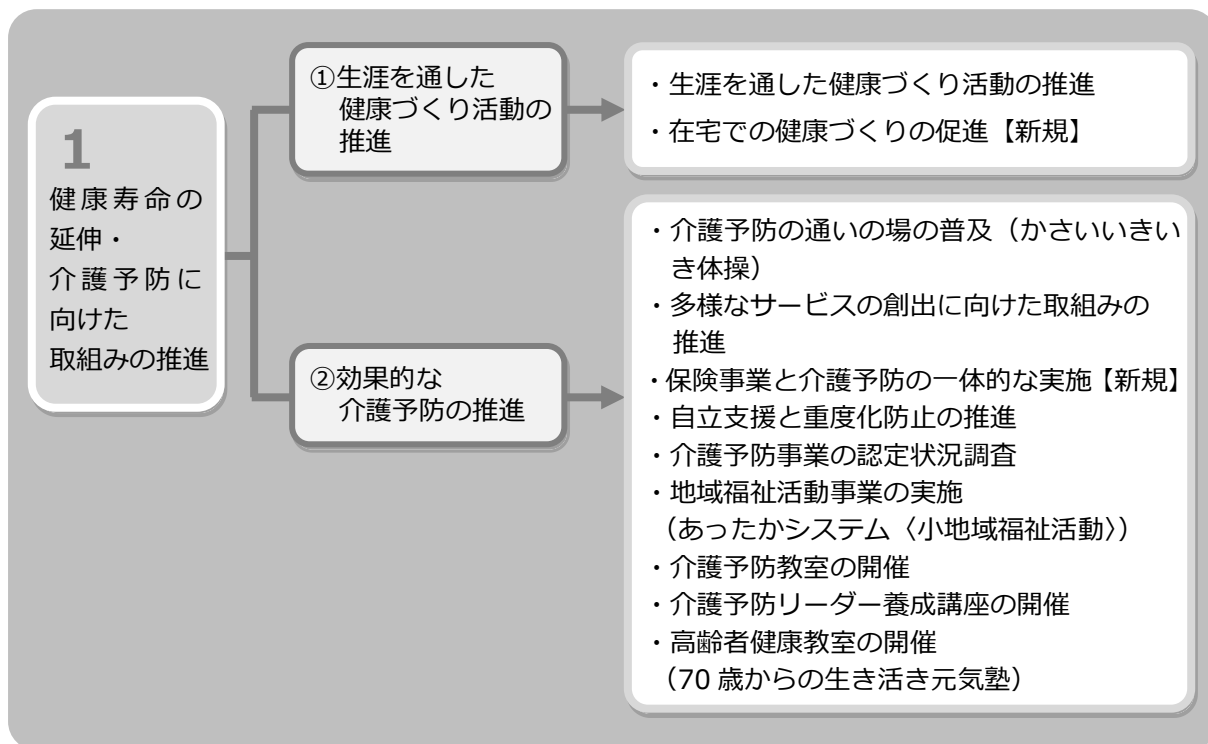 1
健康寿命の
延伸・
介護予防に
向けた
取組みの推進
①生涯を通した
健康づくり活動の
推進
・生涯を通した健康づくり活動の推進
・在宅での健康づくりの促進【新規】
②効果的な
介護予防の推進
・介護予防の通いの場の普及（かさいいきい
き体操）
・多様なサービスの創出に向けた取組みの
推進
・保険事業と介護予防の一体的な実施【新規】
・自立支援と重度化防止の推進
・介護予防事業の認定状況調査
・地域福祉活動事業の実施
（あったかシステム〈小地域福祉活動〉）
・介護予防教室の開催
・介護予防リーダー養成講座の開催
・高齢者健康教室の開催
（70 歳からの生き活き元気塾）